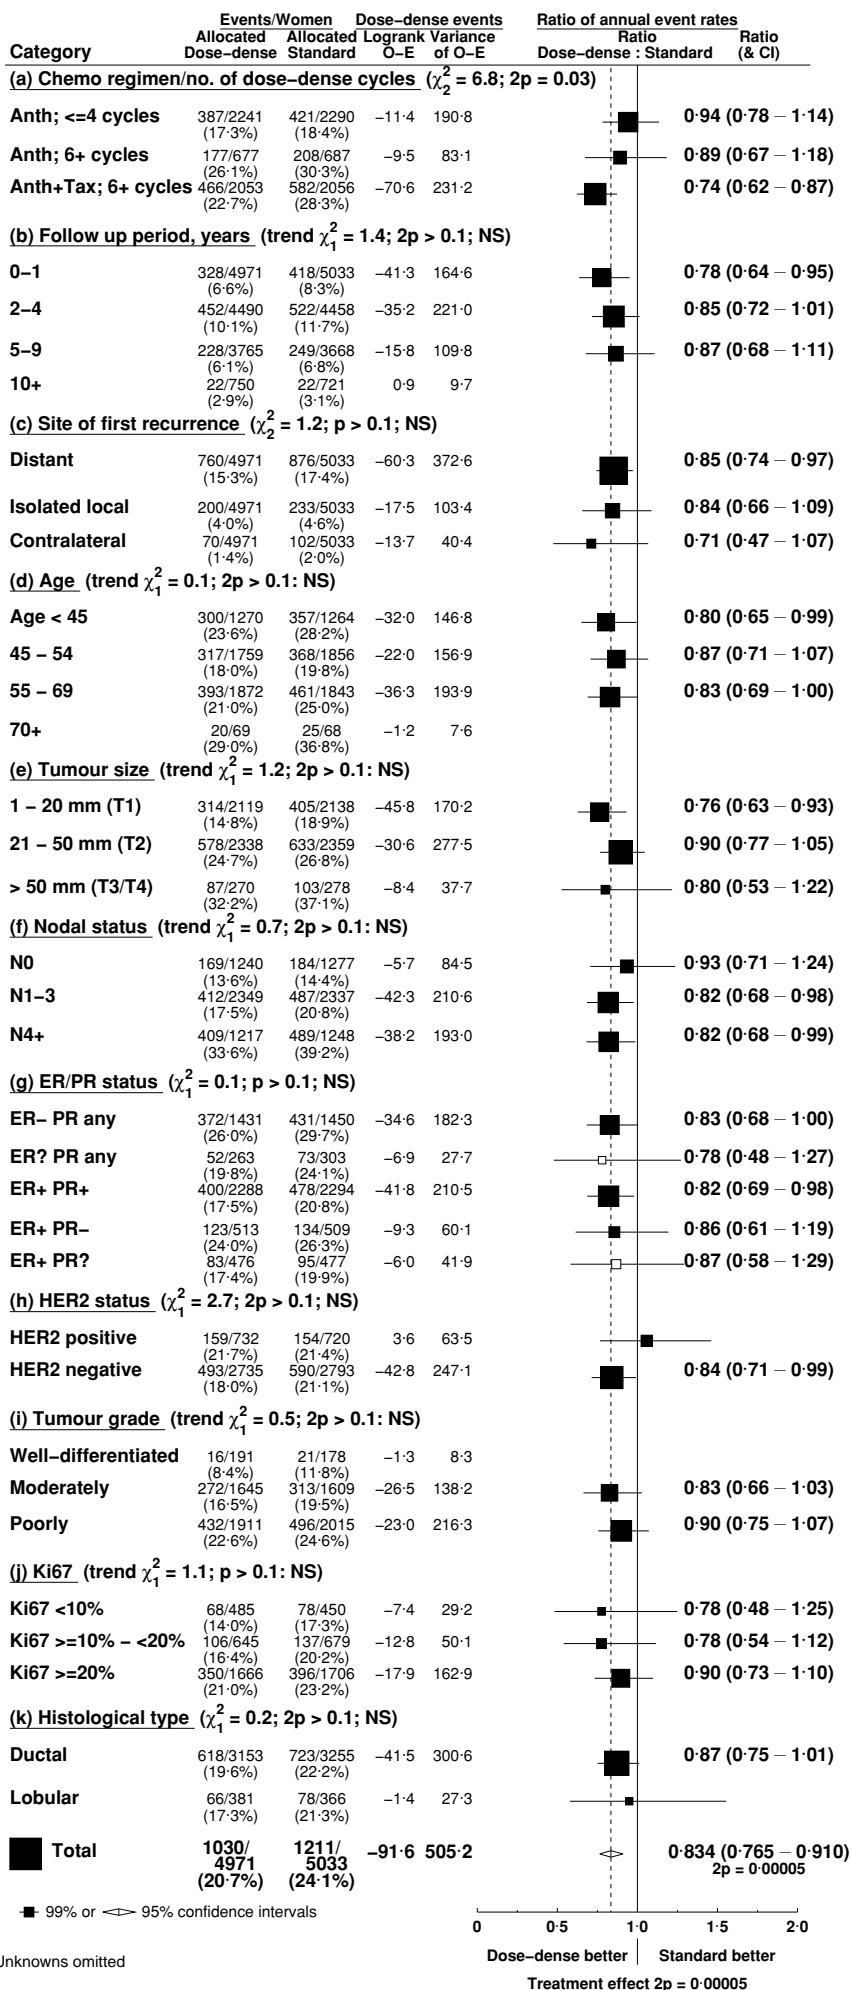 Events/Women Dose−dense events Ratio of annual event rates
Allocated Allocated Logrank Variance Ratio Ratio
Category Dose−dense Standard O−E of O−E Dose−dense : Standard (& CI)
(a) Chemo regimen/no. of dose−dense cycles (χ²₂ = 6.8; 2p = 0.03)
Anth; <=4 cycles 387/2241 421/2290 −11·4 190·8 0·94 (0·78 − 1·14)
(17·3%) (18·4%)
Anth; 6+ cycles 177/677 208/687 −9·5 83·1 0·89 (0·67 − 1·18)
(26·1%) (30·3%)
Anth+Tax; 6+ cycles 466/2053 582/2056 −70·6 231·2 0·74 (0·62 − 0·87)
(22·7%) (28·3%)
(b) Follow up period, years (trend χ²₁ = 1.4; 2p > 0.1; NS)
0−1 328/4971 418/5033 −41·3 164·6 0·78 (0·64 − 0·95)
(6·6%) (8·3%)
2−4 452/4490 522/4458 −35·2 221·0 0·85 (0·72 − 1·01)
(10·1%) (11·7%)
5−9 228/3765 249/3668 −15·8 109·8 0·87 (0·68 − 1·11)
(6·1%) (6·8%)
10+ 22/750 22/721 0·9 9·7
(2·9%) (3·1%)
(c) Site of first recurrence (χ²₂ = 1.2; p > 0.1; NS)
Distant 760/4971 876/5033 −60·3 372·6 0·85 (0·74 − 0·97)
(15·3%) (17·4%)
Isolated local 200/4971 233/5033 −17·5 103·4 0·84 (0·66 − 1·09)
(4·0%) (4·6%)
Contralateral 70/4971 102/5033 −13·7 40·4 0·71 (0·47 − 1·07)
(1·4%) (2·0%)
(d) Age (trend χ²₁ = 0.1; 2p > 0.1: NS)
Age < 45 300/1270 357/1264 −32·0 146·8 0·80 (0·65 − 0·99)
(23·6%) (28·2%)
45 − 54 317/1759 368/1856 −22·0 156·9 0·87 (0·71 − 1·07)
(18·0%) (19·8%)
55 − 69 393/1872 461/1843 −36·3 193·9 0·83 (0·69 − 1·00)
(21·0%) (25·0%)
70+ 20/69 25/68 −1·2 7·6
(29·0%) (36·8%)
(e) Tumour size (trend χ²₁ = 1.2; 2p > 0.1: NS)
1 − 20 mm (T1) 314/2119 405/2138 −45·8 170·2 0·76 (0·63 − 0·93)
(14·8%) (18·9%)
21 − 50 mm (T2) 578/2338 633/2359 −30·6 277·5 0·90 (0·77 − 1·05)
(24·7%) (26·8%)
> 50 mm (T3/T4) 87/270 103/278 −8·4 37·7 0·80 (0·53 − 1·22)
(32·2%) (37·1%)
(f) Nodal status (trend χ²₁ = 0.7; 2p > 0.1: NS)
N0 169/1240 184/1277 −5·7 84·5 0·93 (0·71 − 1·24)
(13·6%) (14·4%)
N1−3 412/2349 487/2337 −42·3 210·6 0·82 (0·68 − 0·98)
(17·5%) (20·8%)
N4+ 409/1217 489/1248 −38·2 193·0 0·82 (0·68 − 0·99)
(33·6%) (39·2%)
(g) ER/PR status (χ²₁ = 0.1; p > 0.1; NS)
ER− PR any 372/1431 431/1450 −34·6 182·3 0·83 (0·68 − 1·00)
(26·0%) (29·7%)
ER? PR any 52/263 73/303 −6·9 27·7 0·78 (0·48 − 1·27)
(19·8%) (24·1%)
ER+ PR+ 400/2288 478/2294 −41·8 210·5 0·82 (0·69 − 0·98)
(17·5%) (20·8%)
ER+ PR− 123/513 134/509 −9·3 60·1 0·86 (0·61 − 1·19)
(24·0%) (26·3%)
ER+ PR? 83/476 95/477 −6·0 41·9 0·87 (0·58 − 1·29)
(17·4%) (19·9%)
(h) HER2 status (χ²₁ = 2.7; 2p > 0.1; NS)
HER2 positive 159/732 154/720 3·6 63·5
(21·7%) (21·4%)
HER2 negative 493/2735 590/2793 −42·8 247·1 0·84 (0·71 − 0·99)
(18·0%) (21·1%)
(i) Tumour grade (trend χ²₁ = 0.5; 2p > 0.1: NS)
Well−differentiated 16/191 21/178 −1·3 8·3
(8·4%) (11·8%)
Moderately 272/1645 313/1609 −26·5 138·2 0·83 (0·66 − 1·03)
(16·5%) (19·5%)
Poorly 432/1911 496/2015 −23·0 216·3 0·90 (0·75 − 1·07)
(22·6%) (24·6%)
(j) Ki67 (trend χ²₁ = 1.1; p > 0.1: NS)
Ki67 <10% 68/485 78/450 −7·4 29·2 0·78 (0·48 − 1·25)
(14·0%) (17·3%)
Ki67 >=10% − <20% 106/645 137/679 −12·8 50·1 0·78 (0·54 − 1·12)
(16·4%) (20·2%)
Ki67 >=20% 350/1666 396/1706 −17·9 162·9 0·90 (0·73 − 1·10)
(21·0%) (23·2%)
(k) Histological type (χ²₁ = 0.2; 2p > 0.1; NS)
Ductal 618/3153 723/3255 −41·5 300·6 0·87 (0·75 − 1·01)
(19·6%) (22·2%)
Lobular 66/381 78/366 −1·4 27·3
(17·3%) (21·3%)
Total 1030/ 1211/ −91·6 505·2 0·834 (0·765 − 0·910)
4971 5033 2p = 0·00005
(20·7%) (24·1%)
99% or 95% confidence intervals
0 0·5 1·0 1·5 2·0
Dose−dense better Standard better
Unknowns omitted
Treatment effect 2p = 0·00005